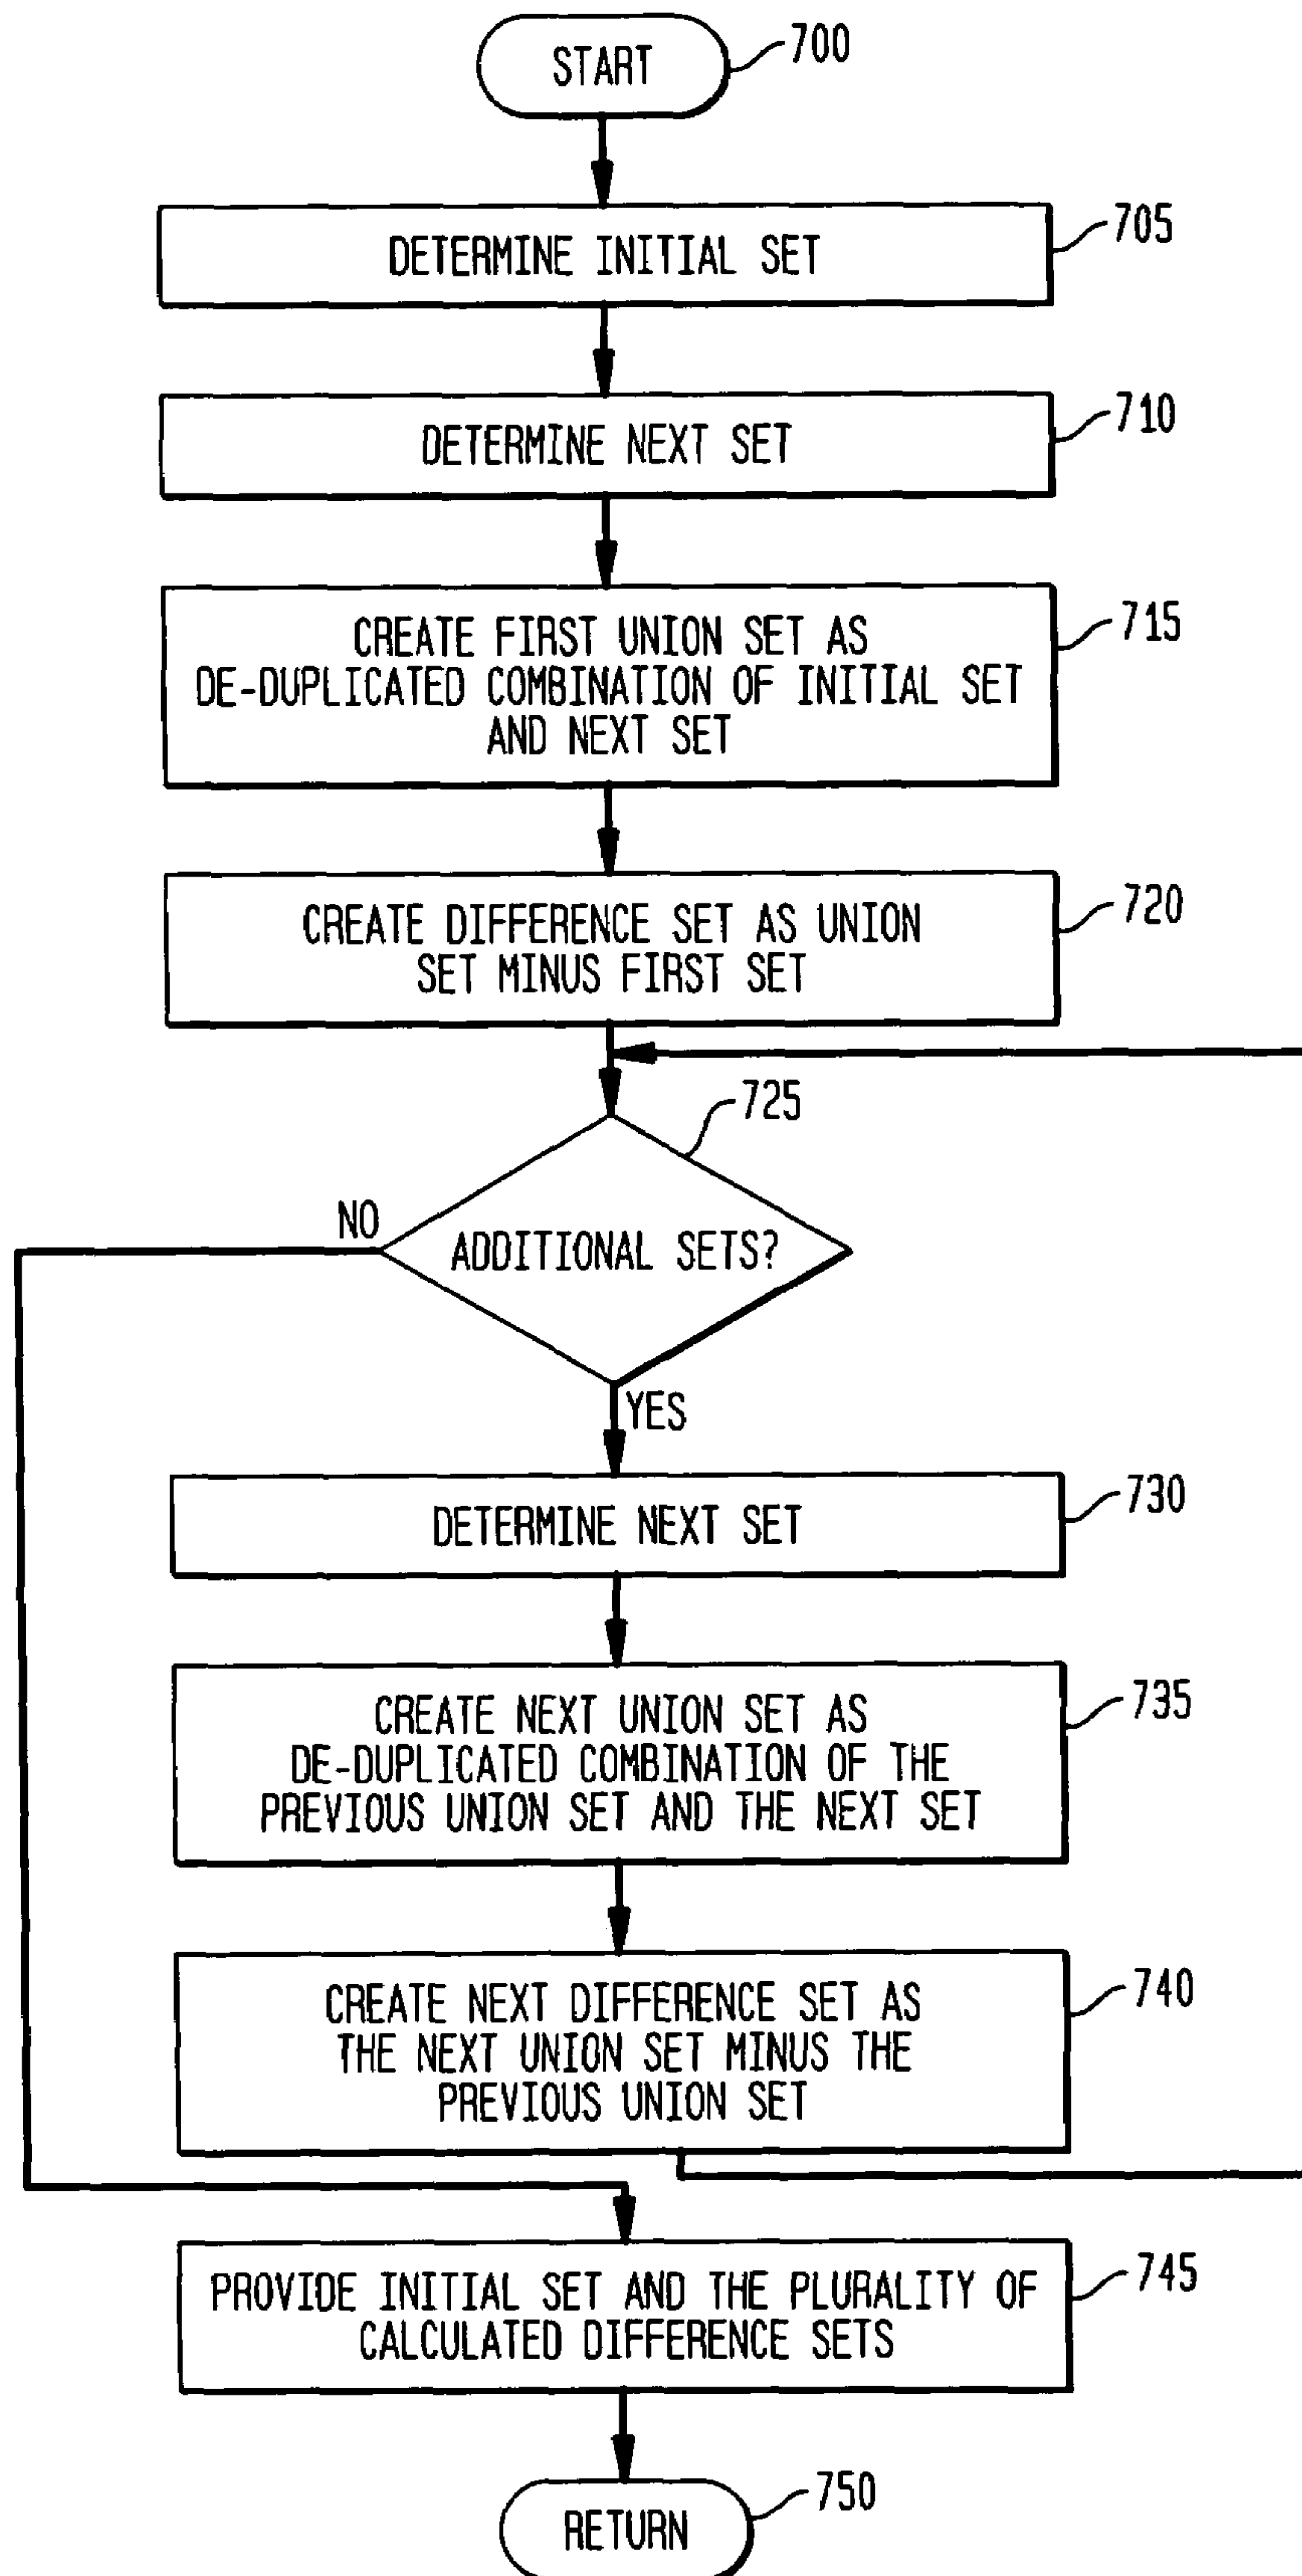 START
700
DETERMINE INITIAL SET
705
DETERMINE NEXT SET
710
CREATE FIRST UNION SET AS
DE-DUPLICATED COMBINATION OF INITIAL SET
AND NEXT SET
715
CREATE DIFFERENCE SET AS UNION
SET MINUS FIRST SET
720
725
NO
ADDITIONAL SETS?
YES
DETERMINE NEXT SET
730
CREATE NEXT UNION SET AS
DE-DUPLICATED COMBINATION OF THE
PREVIOUS UNION SET AND THE NEXT SET
735
CREATE NEXT DIFFERENCE SET AS
THE NEXT UNION SET MINUS THE
PREVIOUS UNION SET
740
PROVIDE INITIAL SET AND THE PLURALITY OF
CALCULATED DIFFERENCE SETS
745
RETURN
750